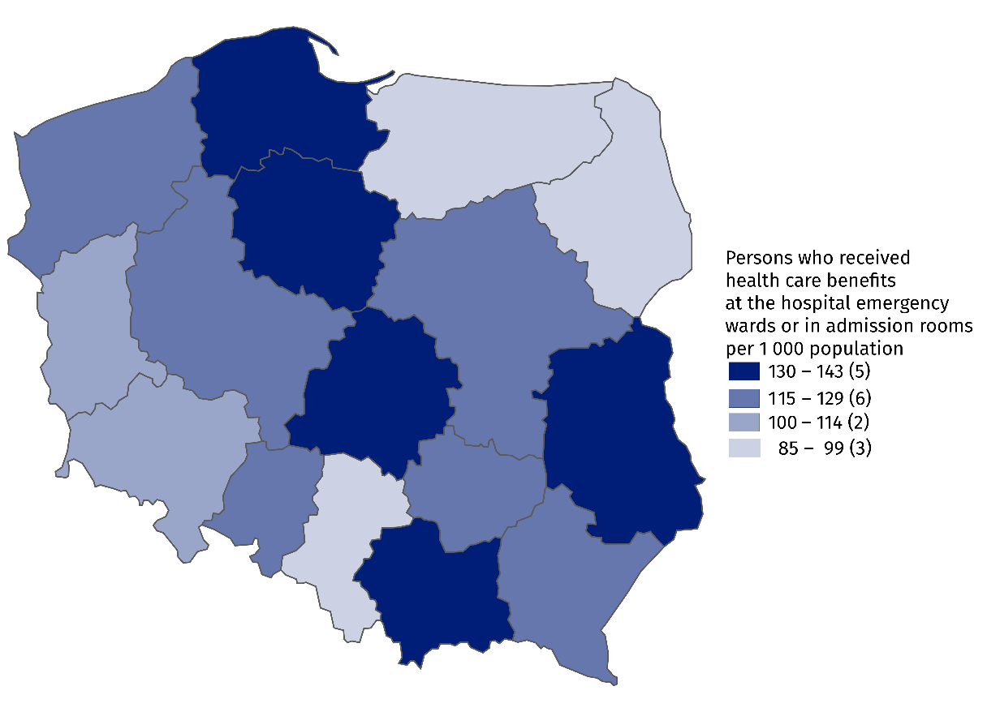 Persons who received
health care benefits
at the hospital emergency
wards or in admission rooms
per 1 000 population
130 – 143 (5)
115 – 129 (6)
100 – 114 (2)
85 – 99 (3)